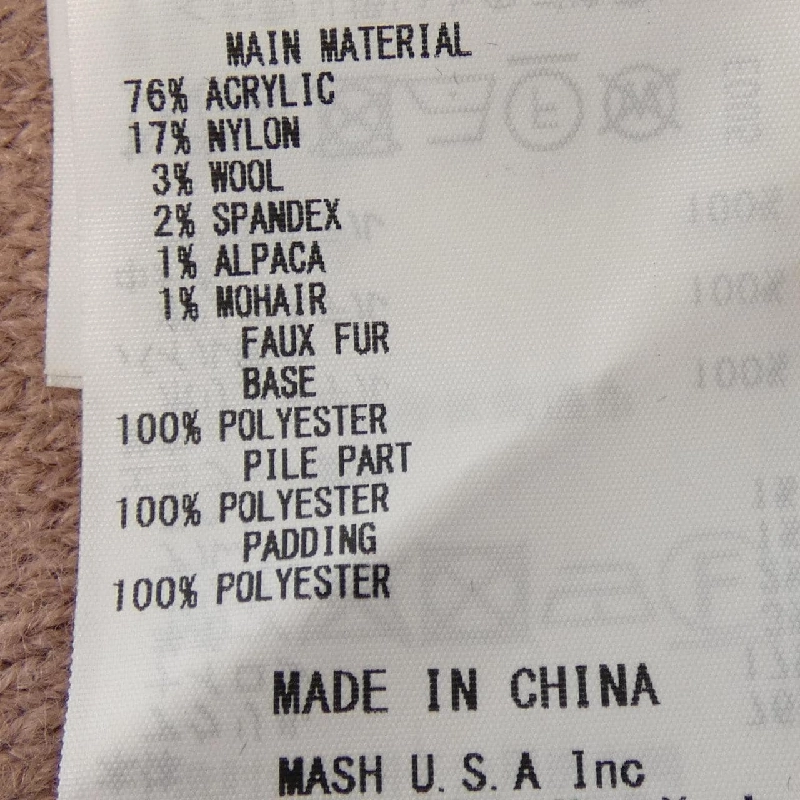 MAIN MATERIAL
76% ACRYLIC
17% NYLON
3% WOOL
2% SPANDEX
1% ALPACA
1% MOHAIR
FAUX FUR
BASE
100% POLYESTER
PILE PART
100% POLYESTER
PADDING
100% POLYESTER
MADE IN CHINA
MASH U.S.A Inc